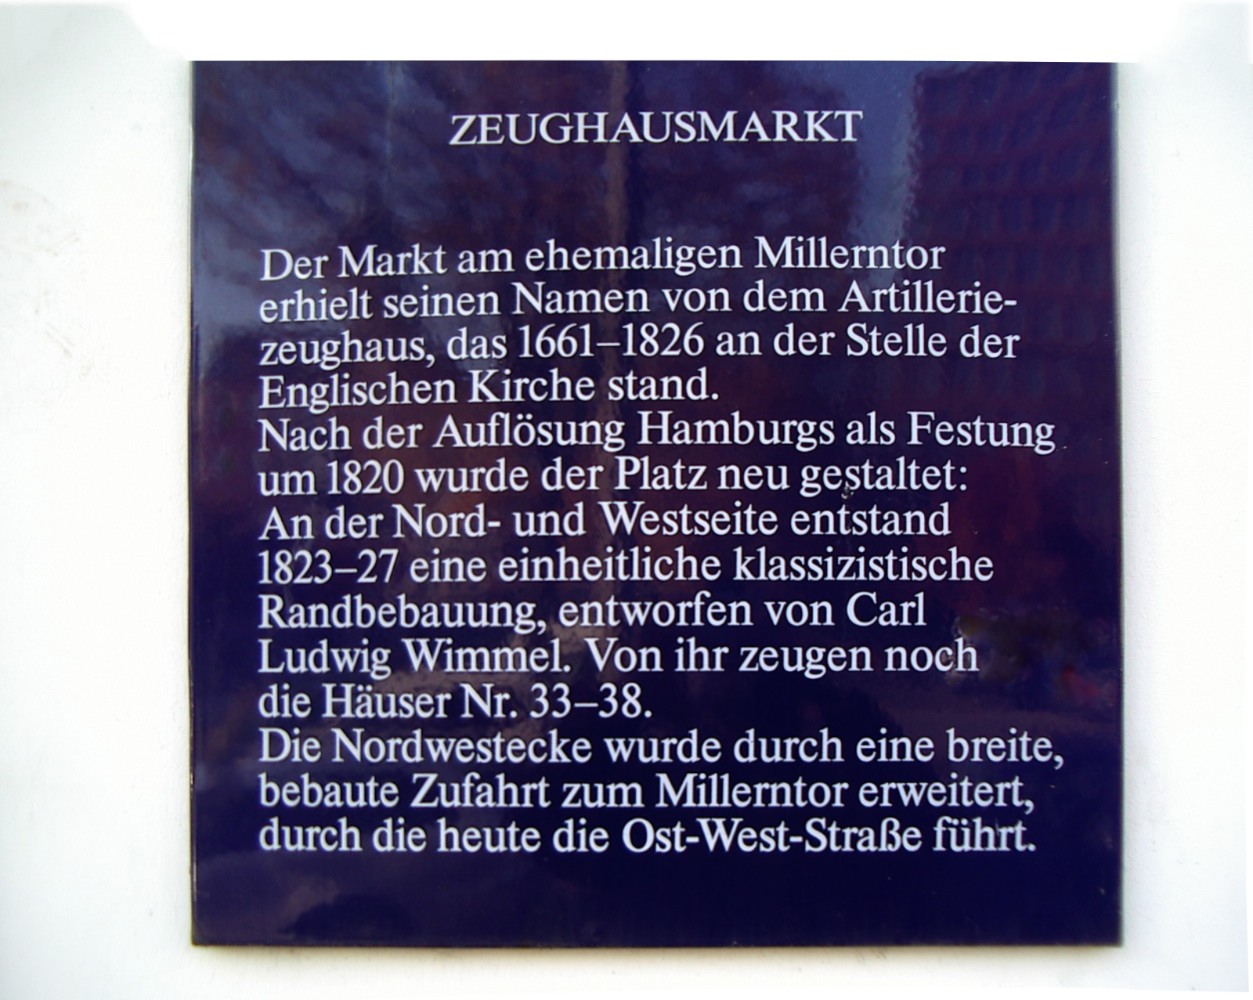 ZEUGHAUSMARKT
Der Markt am ehemaligen Millerntor
erhielt seinen Namen von dem Artillerie-
zeughaus, das 1661–1826 an der Stelle der
Englischen Kirche stand.
Nach der Auflösung Hamburgs als Festung
um 1820 wurde der Platz neu gestaltet:
An der Nord- und Westseite entstand
1823–27 eine einheitliche klassizistische
Randbebauung, entworfen von Carl
Ludwig Wimmel. Von ihr zeugen noch
die Häuser Nr. 33–38.
Die Nordwestecke wurde durch eine breite,
bebaute Zufahrt zum Millerntor erweitert,
durch die heute die Ost-West-Straße führt.